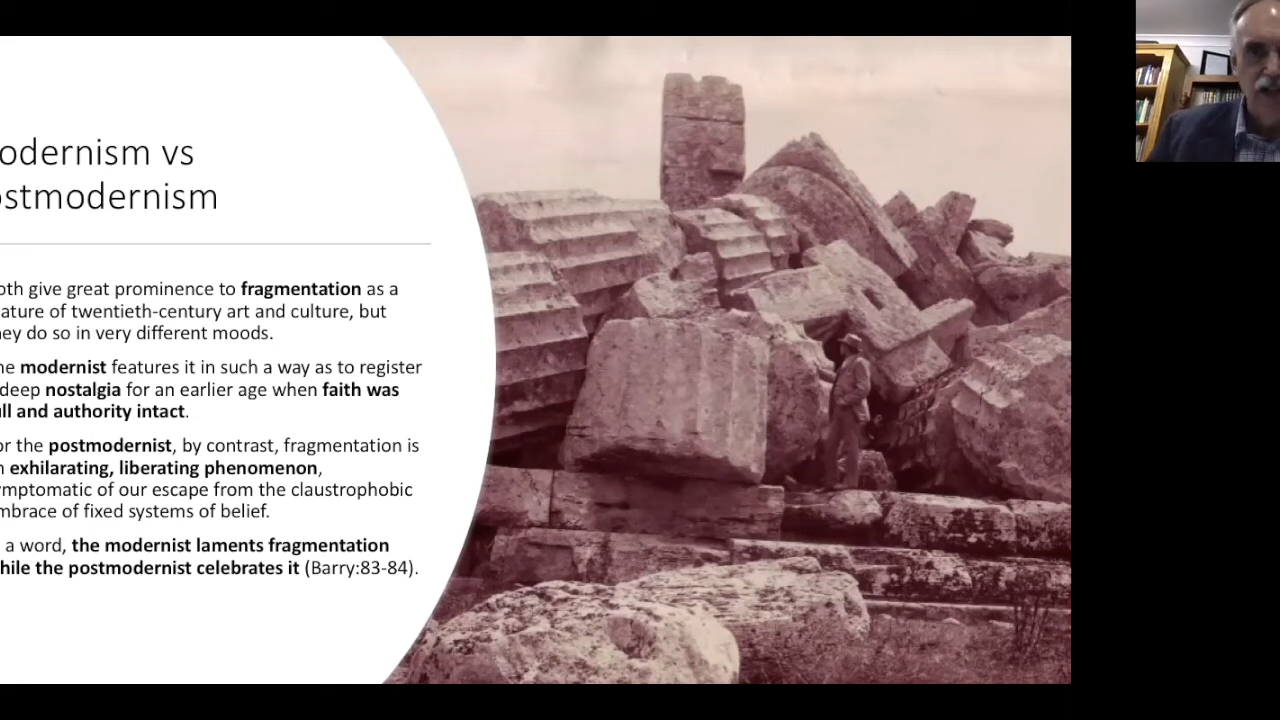 odernism vs
ostmodernism
oth give great prominence to fragmentation as a
ature of twentieth-century art and culture, but
hey do so in very different moods.
he modernist features it in such a way as to register
deep nostalgia for an earlier age when faith was
ull and authority intact.
or the postmodernist, by contrast, fragmentation is
n exhilarating, liberating phenomenon,
ymptomatic of our escape from the claustrophobic
mbrace of fixed systems of belief.
a word, the modernist laments fragmentation
hile the postmodernist celebrates it (Barry:83-84).